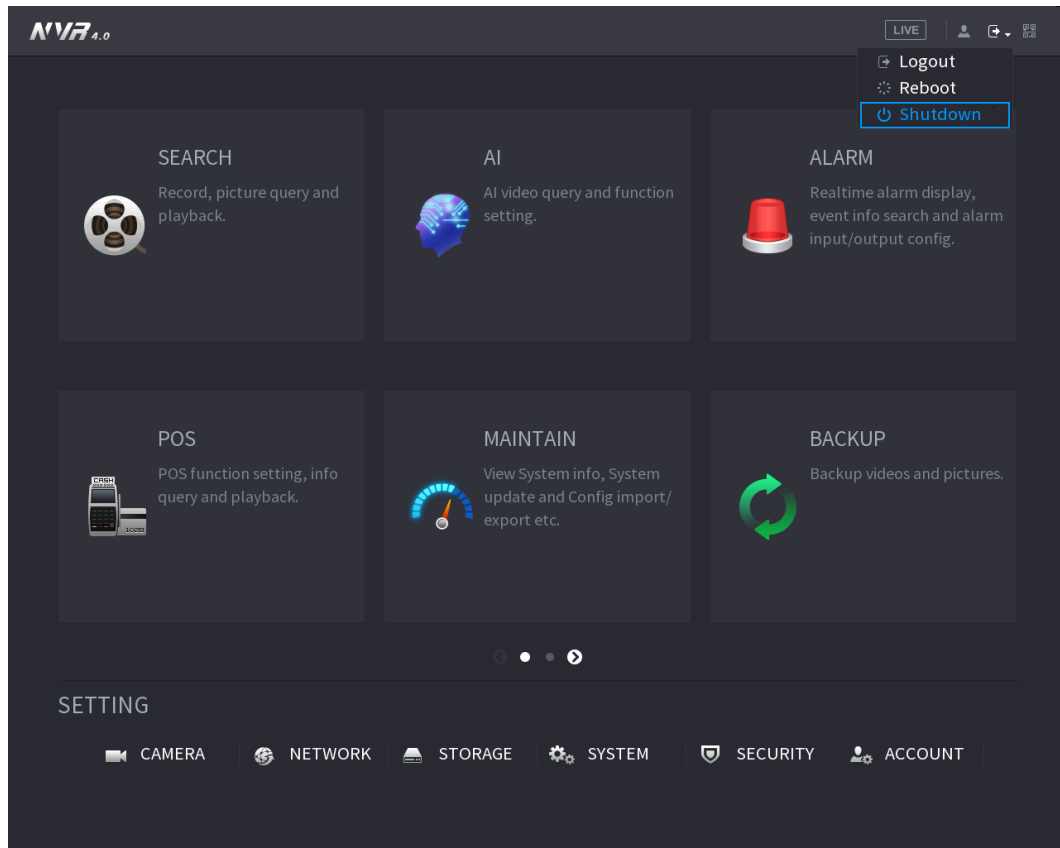 NVR 4.0
LIVE
Logout
Reboot
Shutdown
SEARCH
Record, picture query and
playback.
AI
AI video query and function
setting.
ALARM
Realtime alarm display,
event info search and alarm
input/output config.
POS
POS function setting, info
query and playback.
CASH
MAINTAIN
View System info, System
update and Config import/
export etc.
BACKUP
Backup videos and pictures.
SETTING
CAMERA
NETWORK
STORAGE
SYSTEM
SECURITY
ACCOUNT